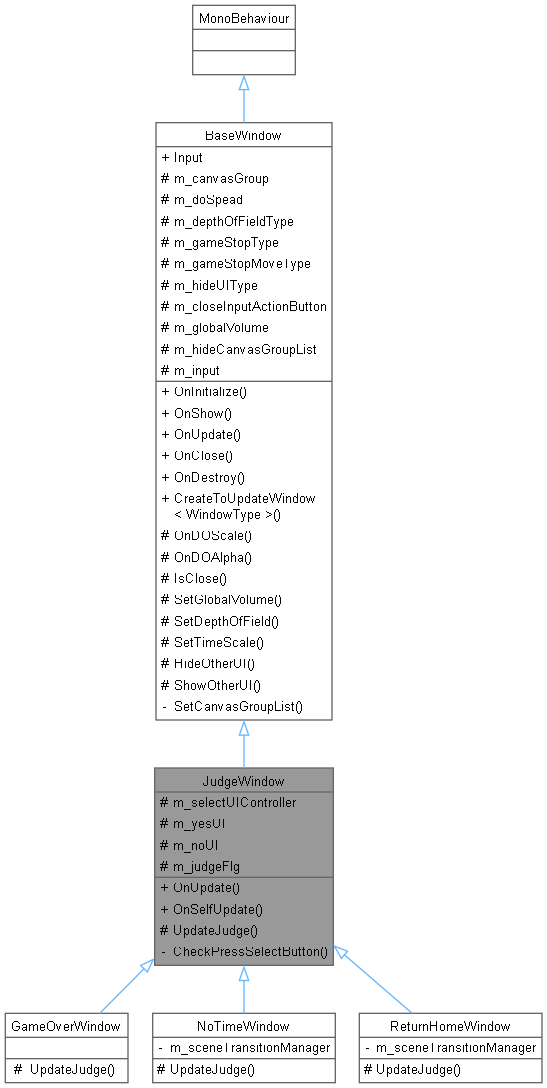 MonoBehaviour
BaseWindow
+ Input
# m_canvasGroup
# m_doSpead
# m_depthOfFieldType
# m_gameStopType
# m_gameStopMoveType
# m_hideUIType
# m_closeInputActionButton
# m_globalVolume
# m_hideCanvasGroupList
# m_input
+ OnInitialize()
+ OnShow()
+ OnUpdate()
+ OnClose()
+ OnDestroy()
+ CreateToUpdateWindow
< WindowType >()
# OnDOScale()
# OnDOAlpha()
# IsClose()
# SetGlobalVolume()
# SetDepthOfField()
# SetTimeScale()
# HideOtherUI()
# ShowOtherUI()
- SetCanvasGroupList()
JudgeWindow
# m_selectUIController
# m_yesUI
# m_noUI
# m_judgeFlg
+ OnUpdate()
+ OnSelfUpdate()
# UpdateJudge()
- CheckPressSelectButton()
GameOverWindow
# UpdateJudge()
NoTimeWindow
- m_sceneTransitionManager
# UpdateJudge()
ReturnHomeWindow
- m_sceneTransitionManager
# UpdateJudge()